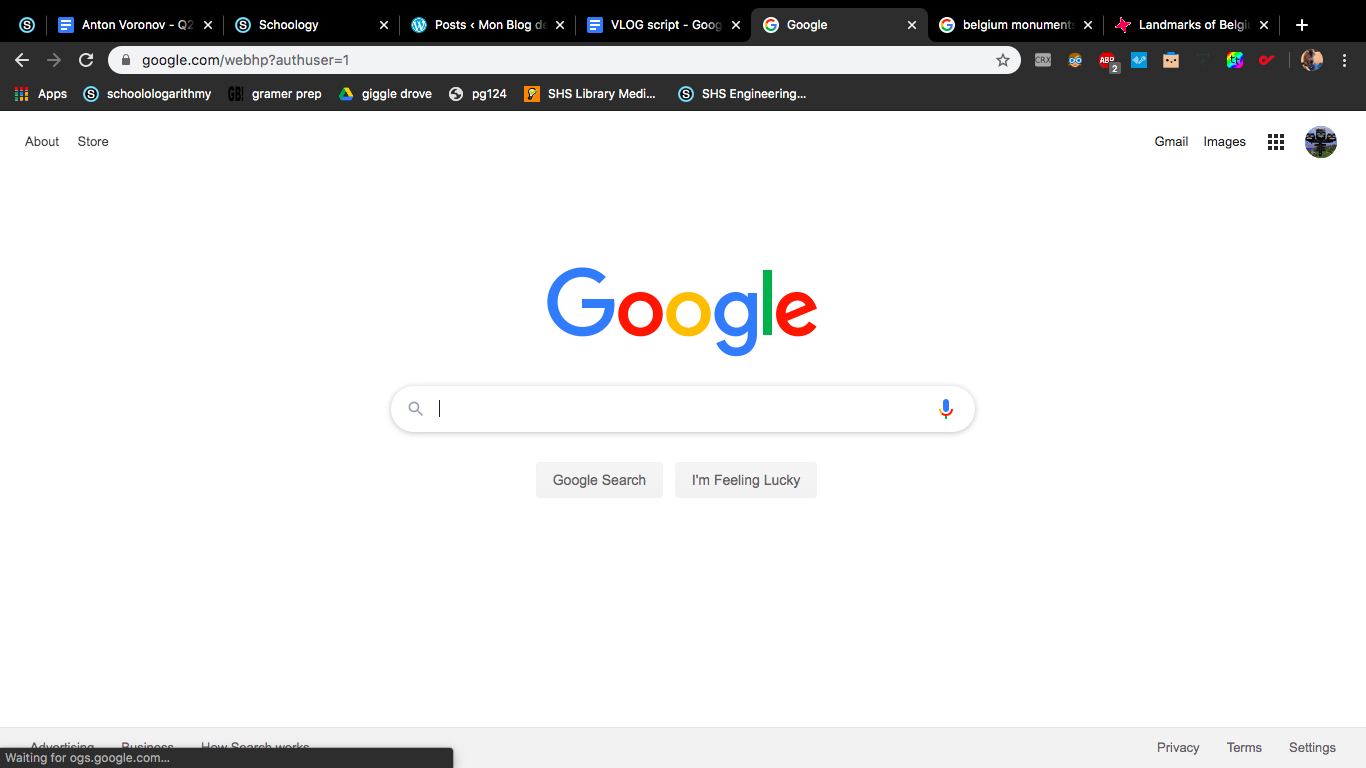 Anton Voronov - Q2
Schoology
Posts ‹ Mon Blog de
VLOG script - Goog
Google
belgium monuments
Landmarks of Belgi
google.com/webhp?authuser=1
CRX
ABP
2
Apps
schoolologarithmy
GB!
gramer prep
giggle drove
pg124
SHS Library Medi...
SHS Engineering...
About Store
Gmail Images
Google
Google Search
I'm Feeling Lucky
Advertising Business How Search works
Privacy Terms Settings
Waiting for ogs.google.com...